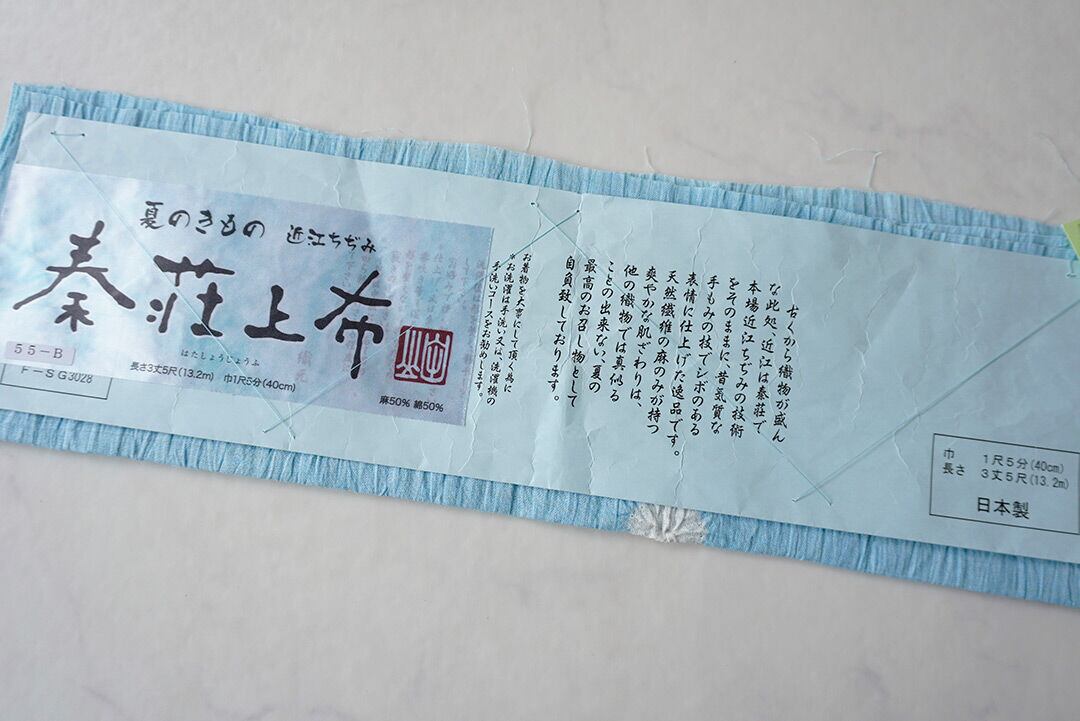 夏のきもの 近江ちぢみ
秦荘上布
はたしょうじょうふ
長さ3丈5尺(13.2m) 巾1尺5分(40cm)
麻50% 綿50%
55-B
F-SG3028
お着物を大事にして頂く為に
*お洗濯は手洗い又は、洗濯機の
手洗いコースをお勧めします。
古くから織物が盛ん
な此処、近江は秦荘で
本場近江ちぢみの技術
をそのままに昔気質な
手もみの技でシボのある
表情に仕上げた逸品です。
天然繊維の麻のみが持つ
爽やかな肌ざわりは、
他の織物では真似る
ことの出来ない、夏の
最高のお召し物として
自負致しております。
巾 1尺5分(40cm)
長さ 3丈5尺(13.2m)
日本製